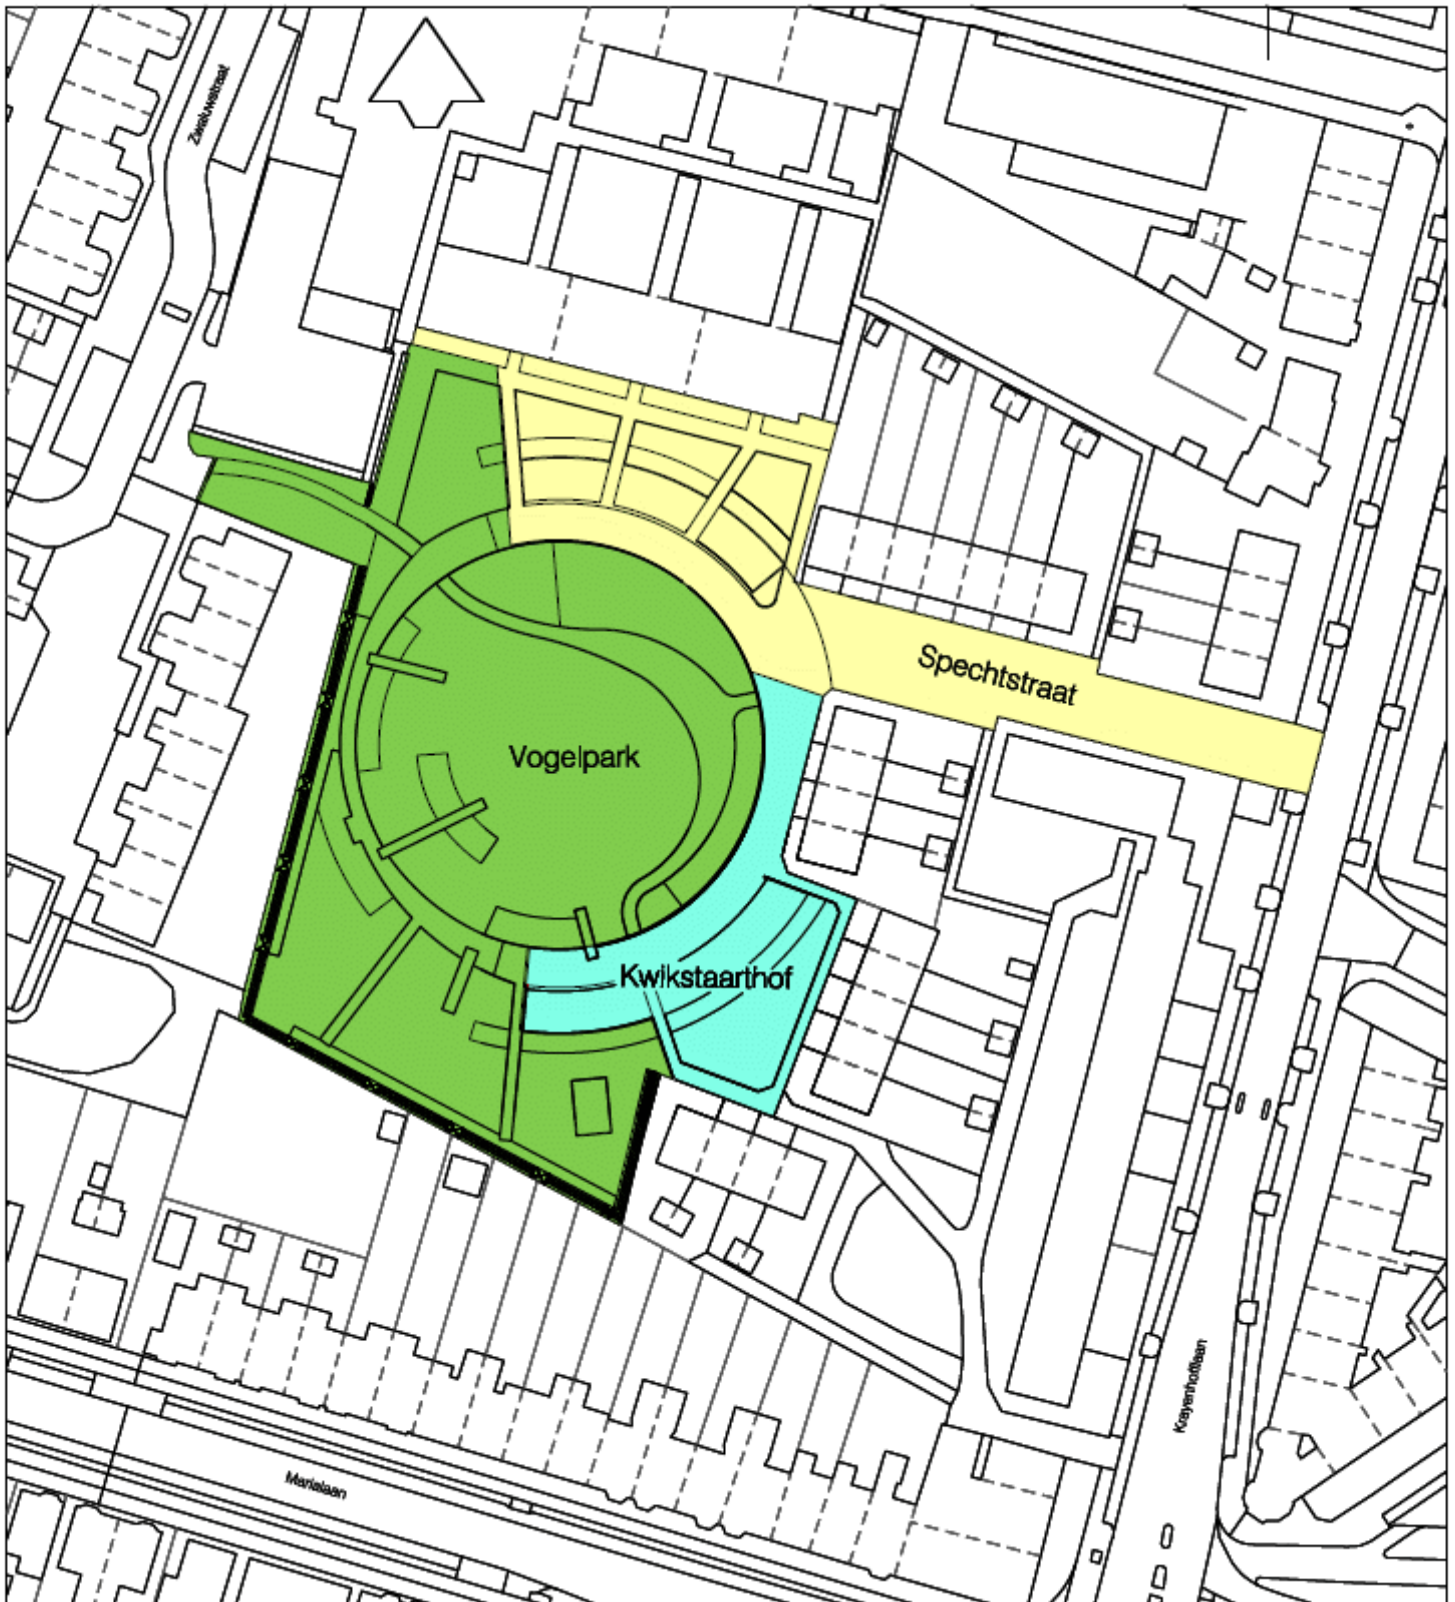 Zwaluwstraat
Spechtstraat
Vogelpark
Kwikstaarthof
Krayenhofflaan
Marialaan